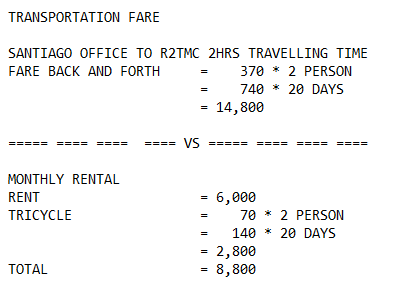 TRANSPORTATION FARE
SANTIAGO OFFICE TO R2TMC 2HRS TRAVELLING TIME
FARE BACK AND FORTH = 370 * 2 PERSON
= 740 * 20 DAYS
= 14,800
===== ==== ==== ==== VS ===== ==== ==== ====
MONTHLY RENTAL
RENT = 6,000
TRICYCLE = 70 * 2 PERSON
= 140 * 20 DAYS
= 2,800
TOTAL = 8,800